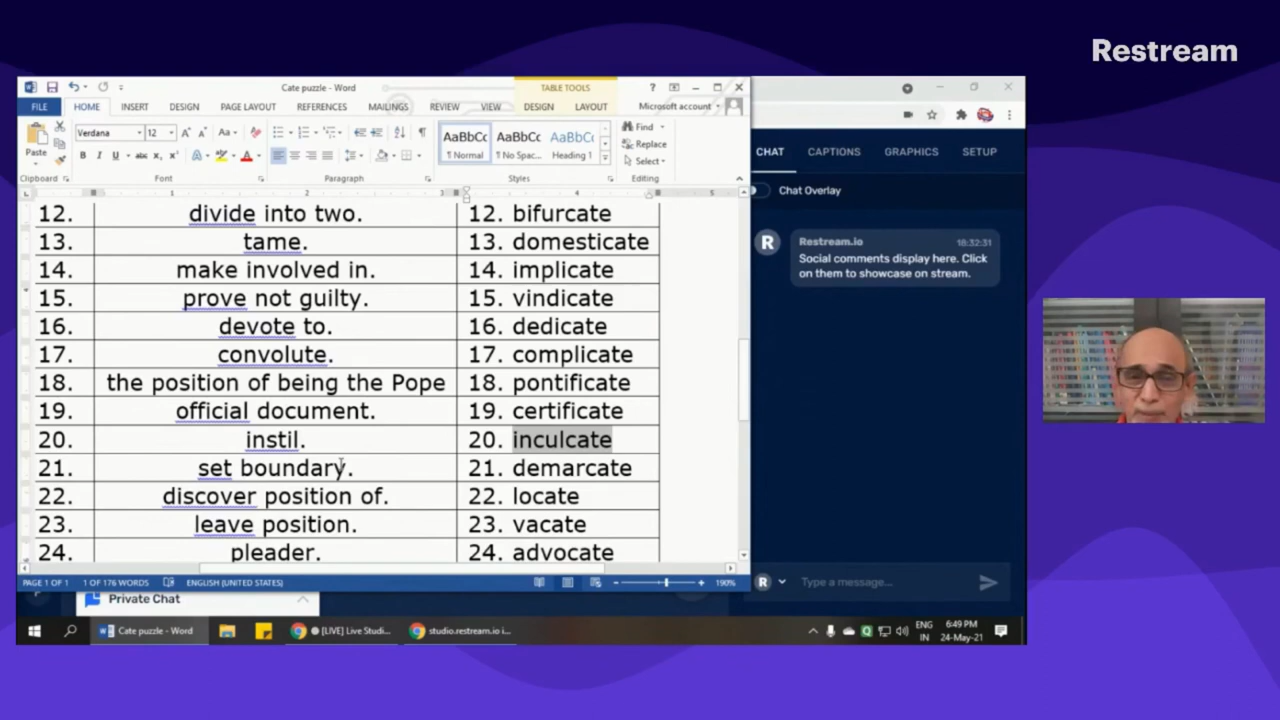 Restream
Cate puzzle - Word
TABLE TOOLS
FILE HOME INSERT DESIGN PAGE LAYOUT REFERENCES MAILINGS REVIEW VIEW DESIGN LAYOUT Microsoft account
Verdana 12
Paste
AaBbCc AaBbCc AaBbC
¶ Normal ¶ No Spac... Heading 1
Find
Replace
Select
Clipboard Font Paragraph Styles Editing
1 2 3 4 5
12. divide into two. 12. bifurcate
13. tame. 13. domesticate
14. make involved in. 14. implicate
15. prove not guilty. 15. vindicate
16. devote to. 16. dedicate
17. convolute. 17. complicate
18. the position of being the Pope 18. pontificate
19. official document. 19. certificate
20. instil. 20. inculcate
21. set boundary. 21. demarcate
22. discover position of. 22. locate
23. leave position. 23. vacate
24. pleader. 24. advocate
PAGE 1 OF 1 1 OF 176 WORDS ENGLISH (UNITED STATES) 190%
CHAT CAPTIONS GRAPHICS SETUP
Chat Overlay
R Restream.io 18:32:31
Social comments display here. Click
on them to showcase on stream.
R Type a message...
Private Chat
Cate puzzle - Word [LIVE] Live Studi... studio.restream.io i...
ENG
IN
6:49 PM
24-May-21